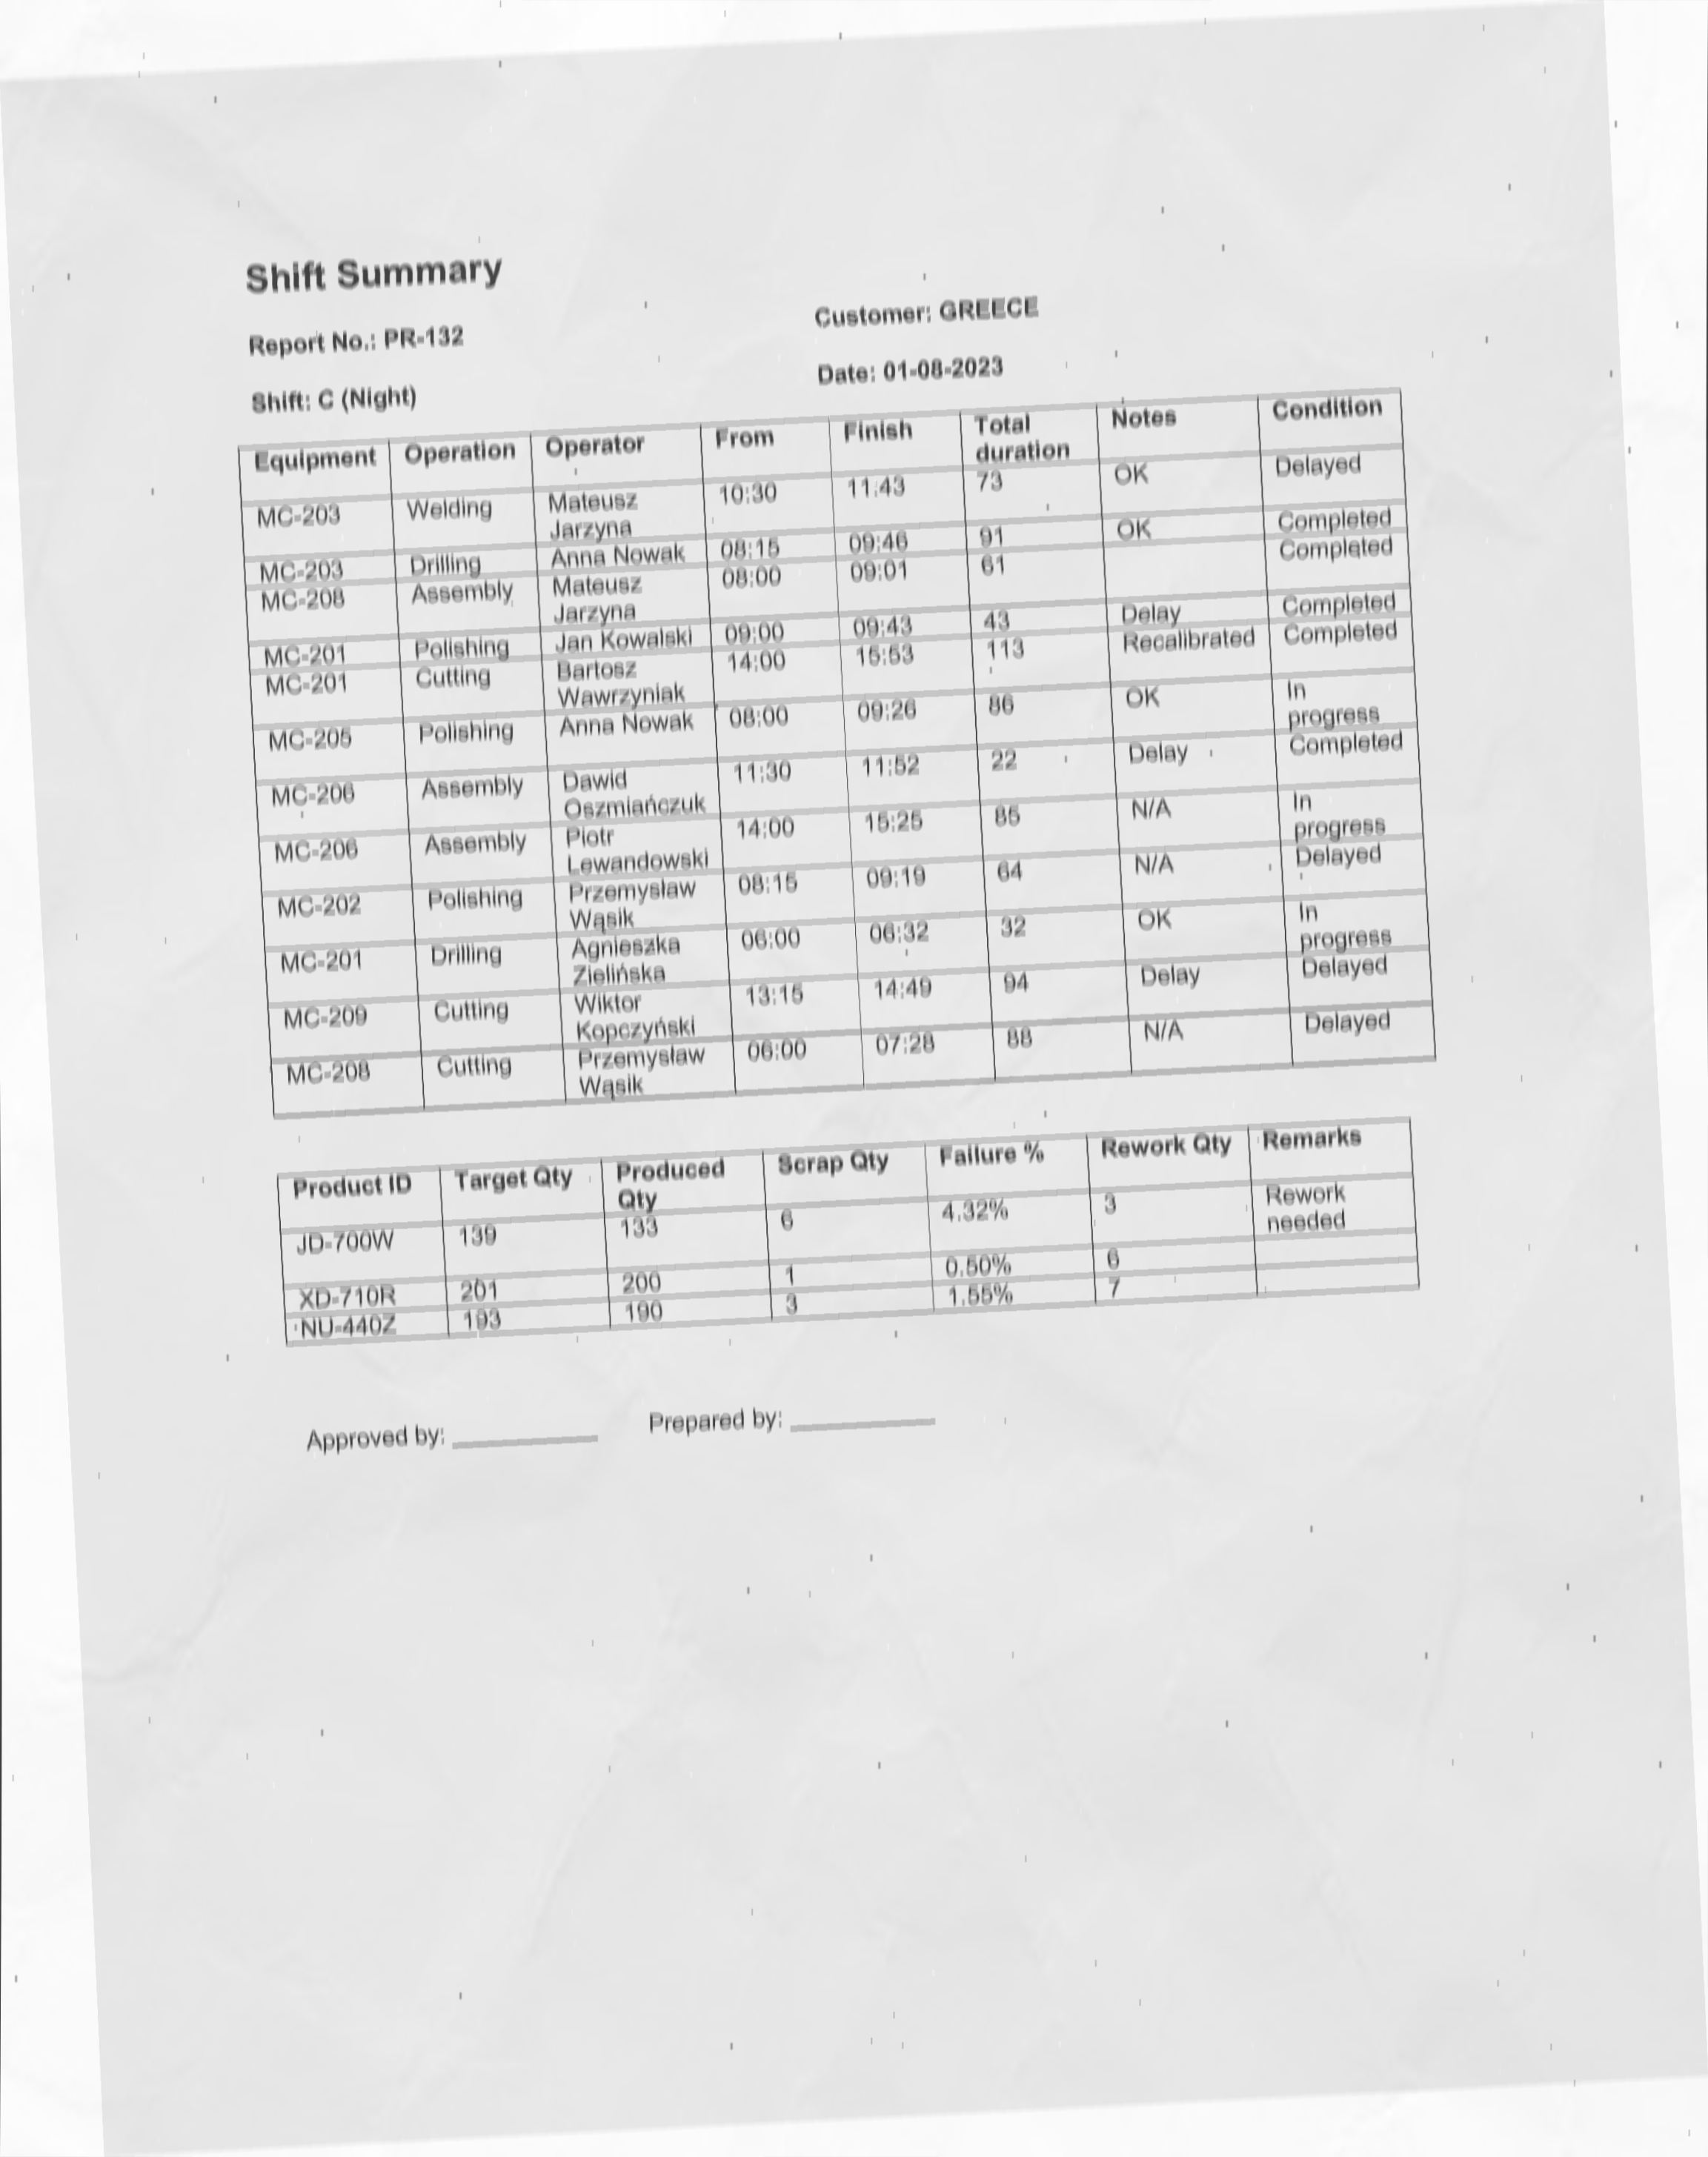 Shift Summary
Report No.: PR-132
Customer: GREECE
Shift: C (Night)
Date: 01-08-2023
Equipment Operation Operator From Finish Total duration Notes Condition
MC-203 Welding Mateusz Jarzyna 10:30 11:43 73 OK Delayed
MC-203 Drilling Anna Nowak 08:15 09:46 91 OK Completed
MC-208 Assembly Mateusz Jarzyna 08:00 09:01 61 Completed
MC-201 Polishing Jan Kowalski 09:00 09:43 43 Delay Completed
MC-201 Cutting Bartosz Wawrzyniak 14:00 15:53 113 Recalibrated Completed
MC-205 Polishing Anna Nowak 08:00 09:26 86 OK In progress
MC-206 Assembly Dawid Oszmiańczuk 11:30 11:52 22 Delay Completed
MC-206 Assembly Piotr Lewandowski 14:00 15:25 85 N/A In progress
MC-202 Polishing Przemysław Wąsik 08:15 09:19 64 N/A Delayed
MC-201 Drilling Agnieszka Zielińska 06:00 06:32 32 OK In progress
MC-209 Cutting Wiktor Kopczyński 13:15 14:49 94 Delay Delayed
MC-208 Cutting Przemysław Wąsik 06:00 07:28 88 N/A Delayed
Product ID Target Qty Produced Qty Scrap Qty Failure % Rework Qty Remarks
JD-700W 139 133 6 4.32% 3 Rework needed
XD-710R 201 200 1 0.50% 6
NU-440Z 193 190 3 1.55% 7
Approved by: __________ Prepared by: __________